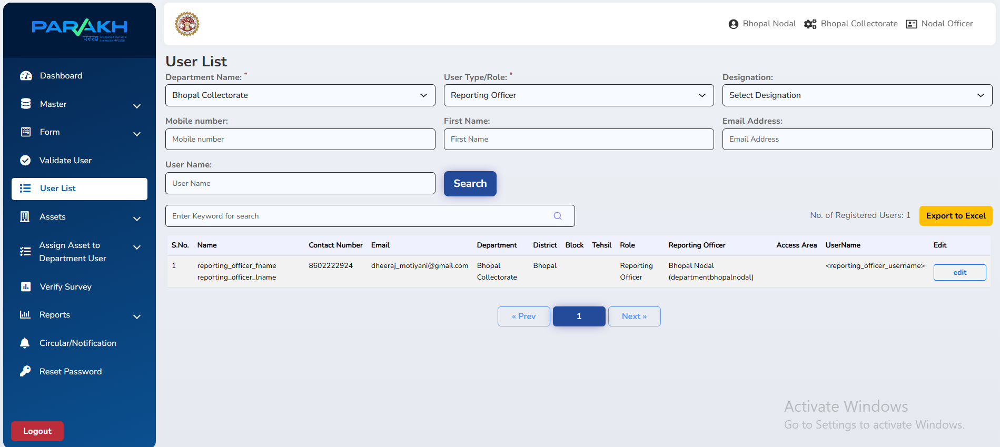 PARAKH
परख GIS Based Dynamic
Forms by MPSSDI
Bhopal Nodal Bhopal Collectorate Nodal Officer
Dashboard
Master
Form
Validate User
User List
Assets
Assign Asset to
Department User
Verify Survey
Reports
Circular/Notification
Reset Password
Logout
User List
Department Name: * User Type/Role: * Designation:
Bhopal Collectorate Reporting Officer Select Designation
Mobile number: First Name: Email Address:
Mobile number First Name Email Address
User Name:
User Name Search
Enter Keyword for search No. of Registered Users: 1 Export to Excel
S.No. Name Contact Number Email Department District Block Tehsil Role Reporting Officer Access Area UserName Edit
1 reporting_officer_fname 8602222924 dheeraj_motiyani@gmail.com Bhopal Bhopal Reporting Bhopal Nodal <reporting_officer_username> edit
reporting_officer_lname Collectorate Officer (departmentbhopalnodal)
« Prev 1 Next »
Activate Windows
Go to Settings to activate Windows.